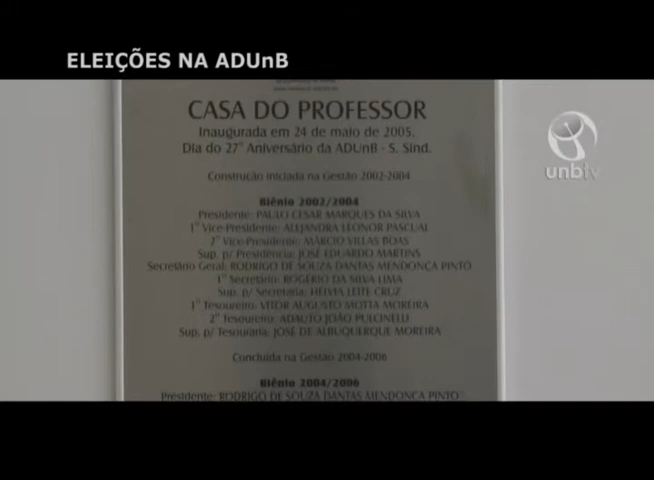 ELEIÇÕES NA ADUnB
CASA DO PROFESSOR
Inaugurada em 24 de maio de 2005,
Dia do 27º Aniversário da ADUnB - S. Sind.
Construção iniciada na Gestão 2002-2004
Biênio 2002/2004
Presidente: PAULO CESAR MARQUES DA SILVA
1º Vice-Presidente: ALEJANDRA LEONOR PASCUAL
2º Vice-Presidente: MÁRCIO VILLAS BOAS
Sup. p/ Presidência: JOSÉ EDUARDO MARTINS
Secretário Geral: RODRIGO DE SOUZA DANTAS MENDONÇA PINTO
1º Secretário: ROGÉRIO DA SILVA LIMA
Sup. p/ Secretaria: HELVIA LEITE CRUZ
1º Tesoureiro: VITOR AUGUSTO MOTTA MOREIRA
2º Tesoureiro: ADAUTO JOÃO PULCINELLI
Sup. p/ Tesouraria: JOSÉ DE ALBUQUERQUE MOREIRA
Concluída na Gestão 2004-2006
Biênio 2004/2006
Presidente: RODRIGO DE SOUZA DANTAS MENDONÇA PINTO
unbtv